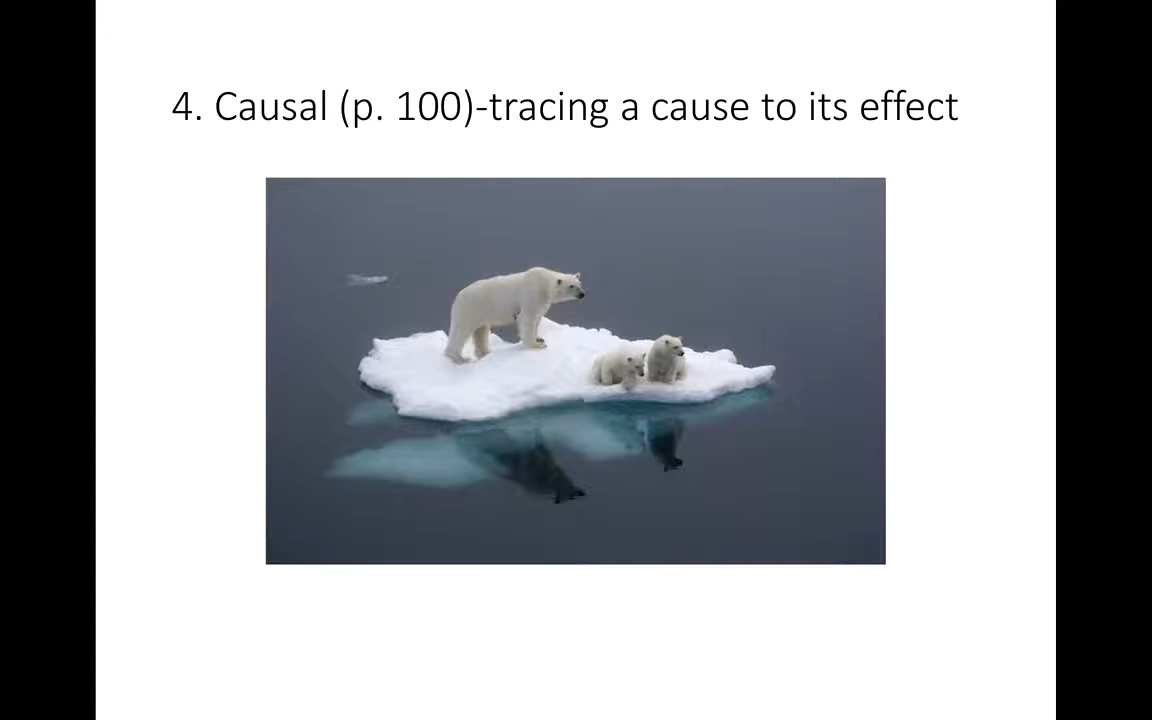 4. Causal (p. 100)-tracing a cause to its effect